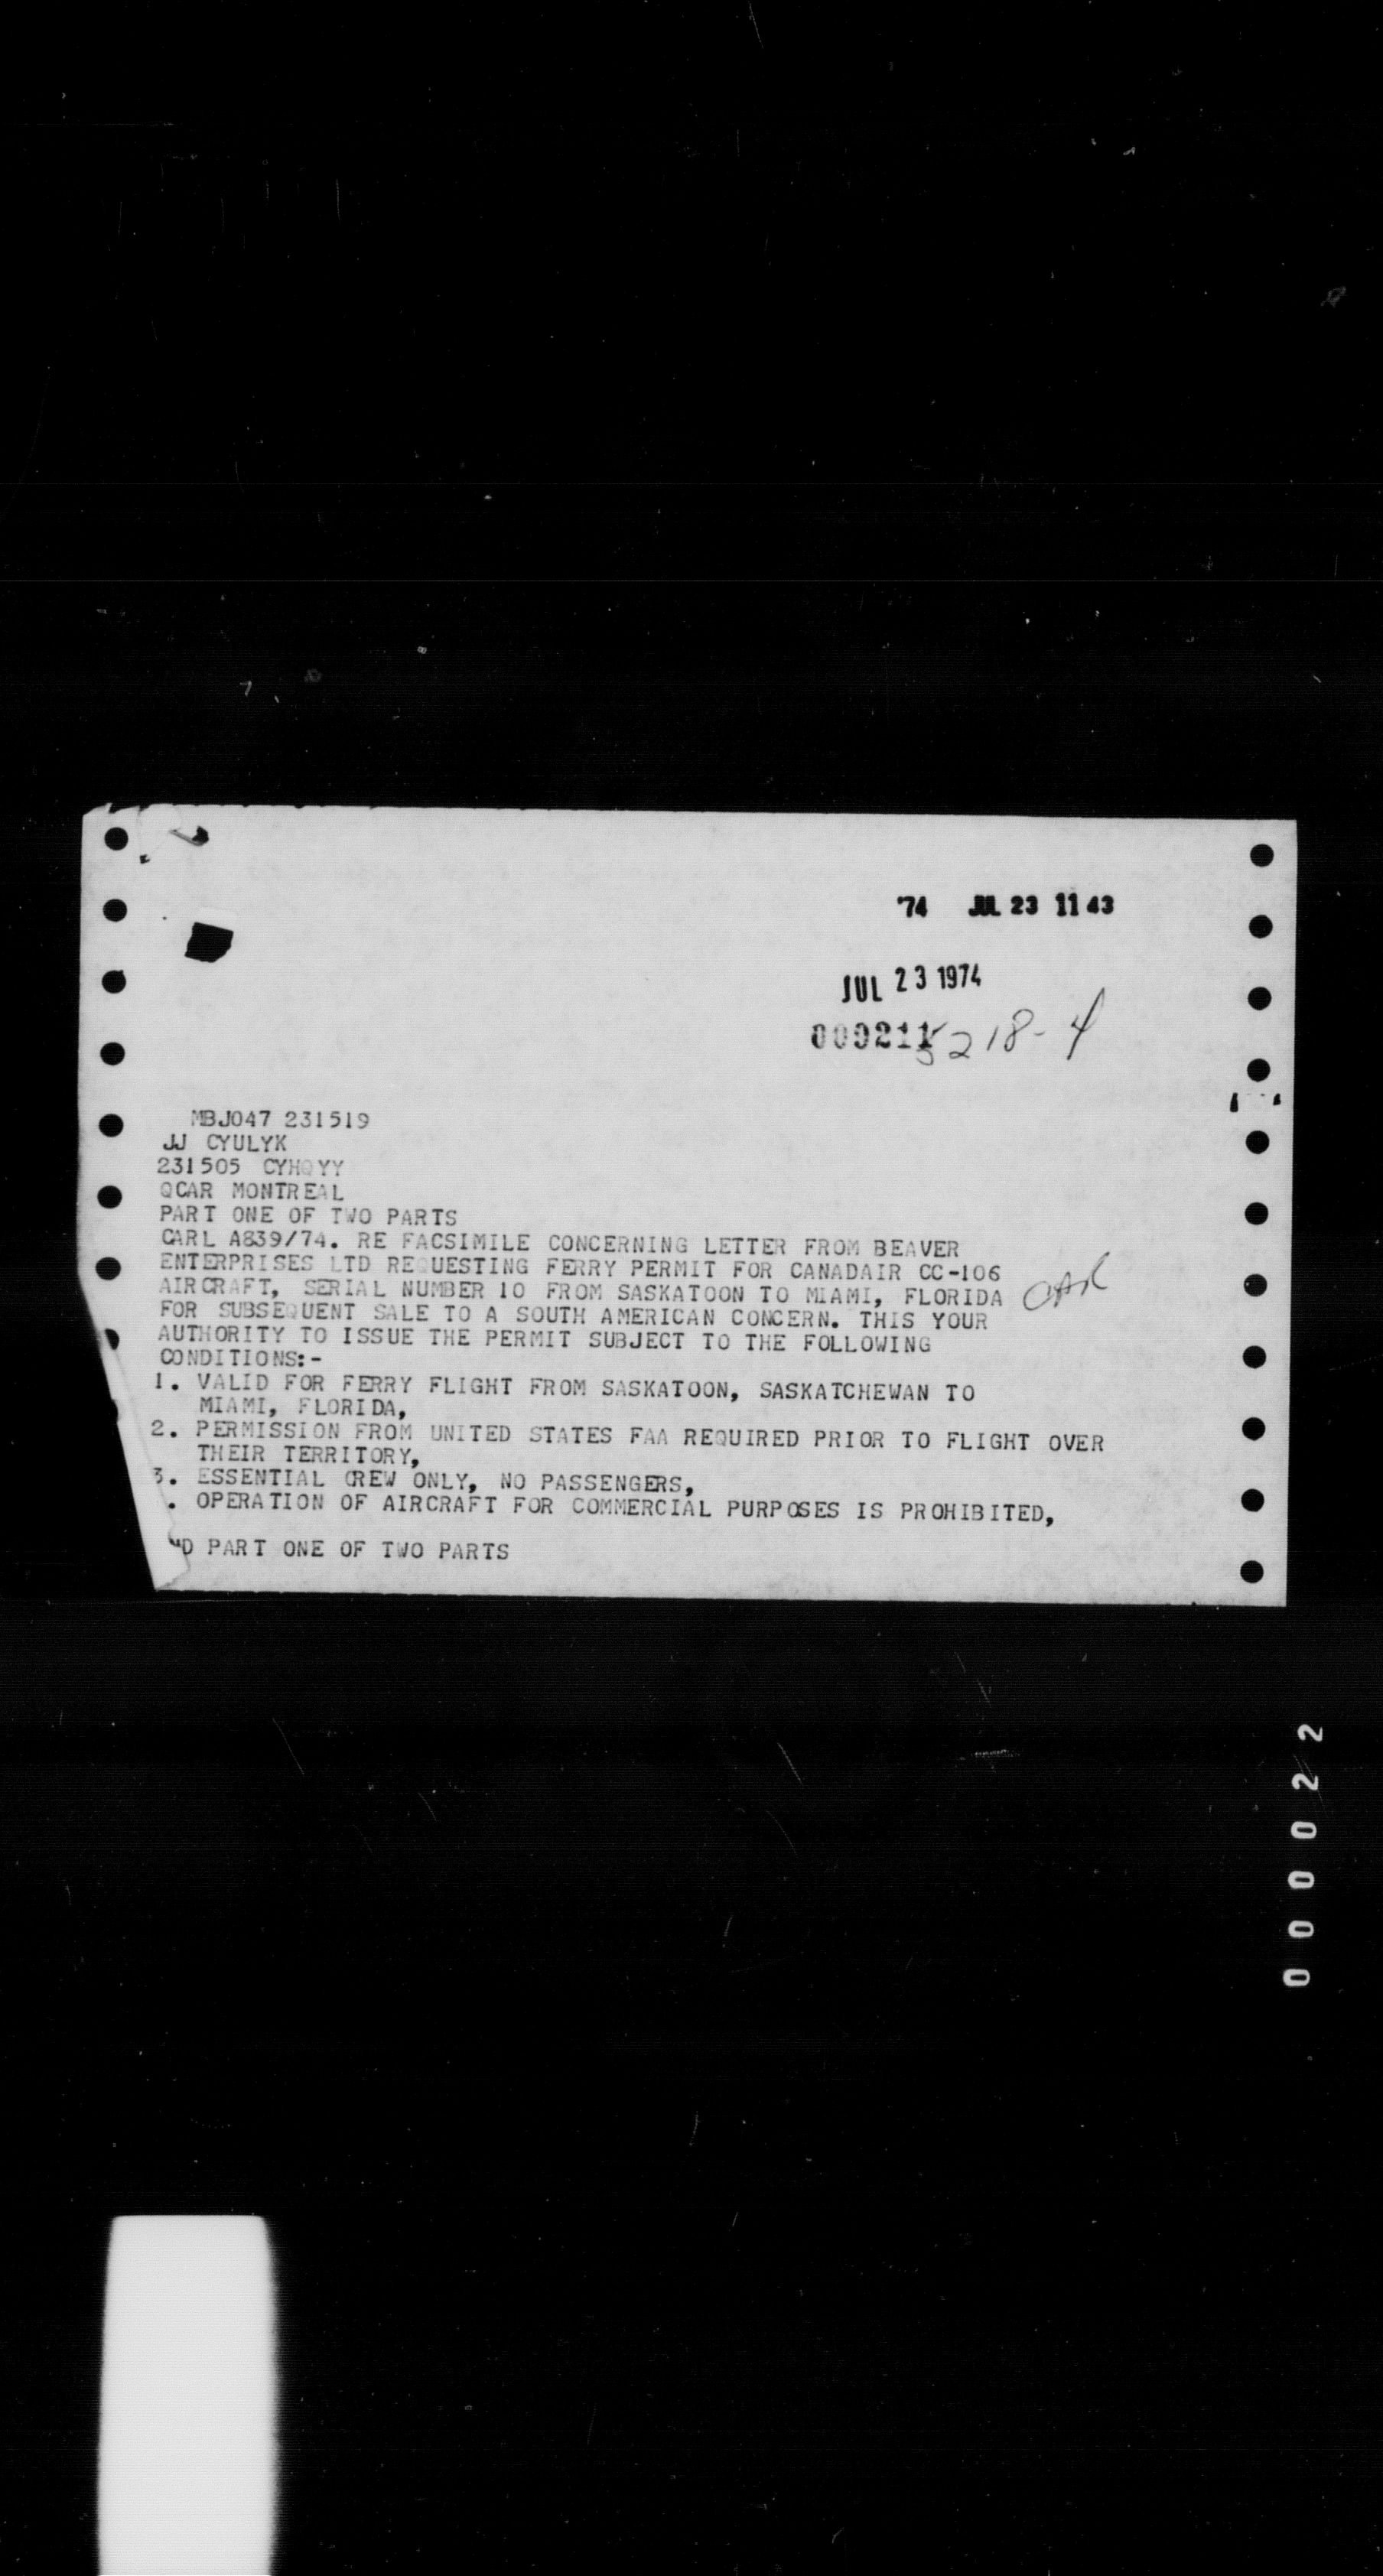 '74 JUL 23 11 43
JUL 23 1974
000211 5218-4
MBJ047 231519
JJ CYULYK
231505 CYHQYY
QCAR MONTREAL
PART ONE OF TWO PARTS
CARL A839/74. RE FACSIMILE CONCERNING LETTER FROM BEAVER
ENTERPRISES LTD REQUESTING FERRY PERMIT FOR CANADAIR CC-106
AIRCRAFT, SERIAL NUMBER 10 FROM SASKATOON TO MIAMI, FLORIDA
FOR SUBSEQUENT SALE TO A SOUTH AMERICAN CONCERN. THIS YOUR
AUTHORITY TO ISSUE THE PERMIT SUBJECT TO THE FOLLOWING
CONDITIONS:-
1. VALID FOR FERRY FLIGHT FROM SASKATOON, SASKATCHEWAN TO
MIAMI, FLORIDA,
2. PERMISSION FROM UNITED STATES FAA REQUIRED PRIOR TO FLIGHT OVER
THEIR TERRITORY,
3. ESSENTIAL CREW ONLY, NO PASSENGERS,
. OPERATION OF AIRCRAFT FOR COMMERCIAL PURPOSES IS PROHIBITED,
ND PART ONE OF TWO PARTS
000022